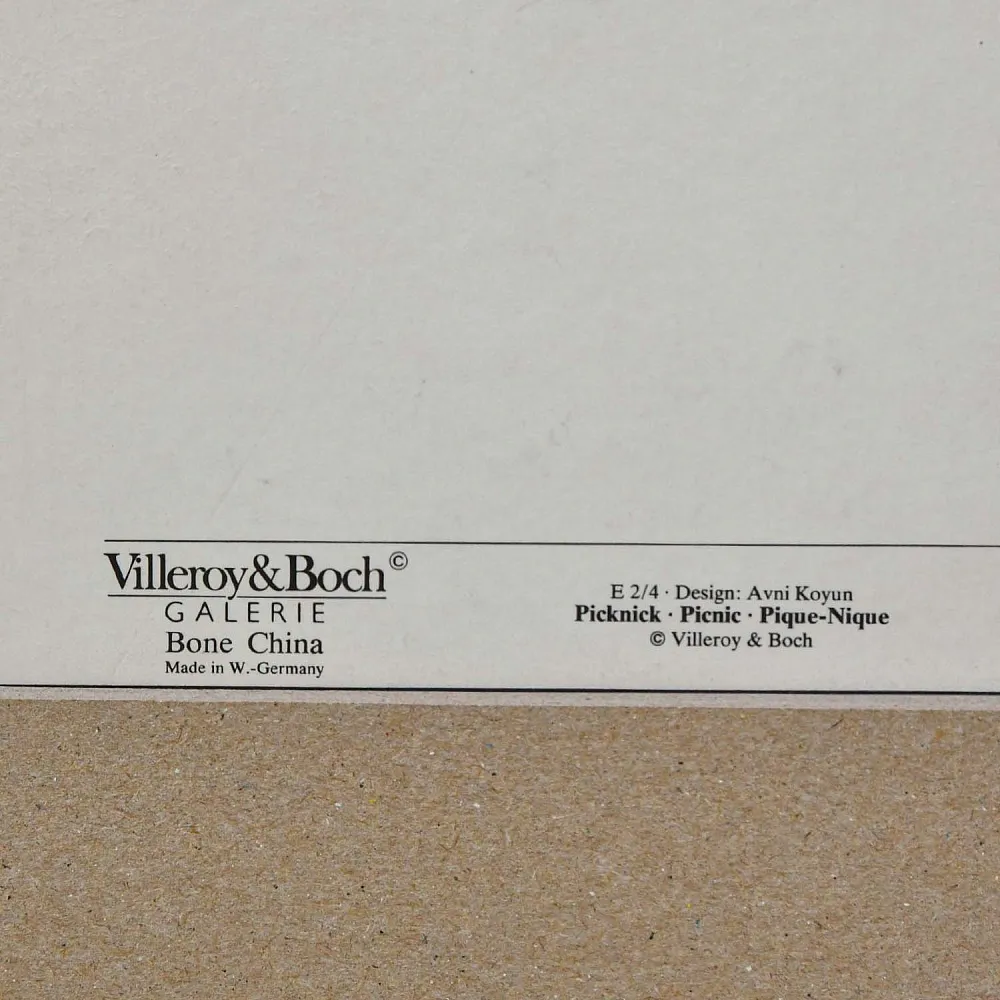 Villeroy&Boch©
GALERIE
Bone China
Made in W.-Germany
E 2/4 · Design: Avni Koyun
Picknick · Picnic · Pique-Nique
© Villeroy & Boch